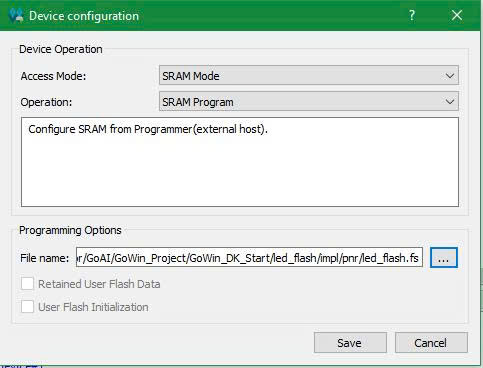 Device configuration
?
Device Operation
Access Mode: SRAM Mode
Operation: SRAM Program
Configure SRAM from Programmer(external host).
Programming Options
File name: or/GoAI/GoWin_Project/GoWin_DK_Start/led_flash/impl/pnr/led_flash.fs ...
Retained User Flash Data
User Flash Initialization
Save Cancel